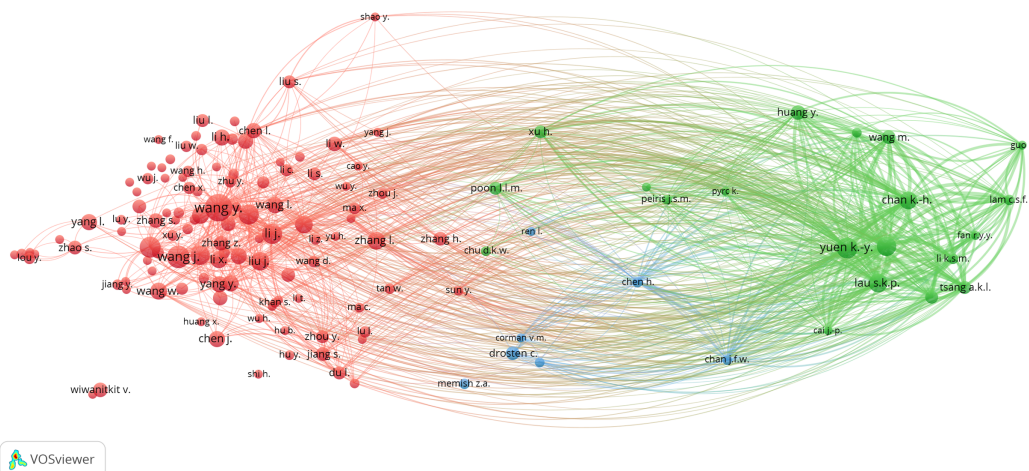 shao y.
liu s.
huang y.
liu l.
chen l.
yang j.
xu h.
wang f.
li h.
wang m.
liu w.
li w.
guo
cao y.
wang h.
li c.
li s.
wu j.
zhu y.
chen x.
wu y.
poon l.l.m.
pyrc k.
zhou j.
peiris j.s.m.
chan k.-h.
lam c.s.f.
wang y.
wang l.
ma x.
yang l.
lu y.
zhang s.
ren l.
xu y.
li j.
li z.
yu h.
zhang l.
zhang h.
fan r.y.y.
zhao s.
zhang z.
chu d.k.w.
yuen k.-y.
lou y.
wang j.
li x.
liu j.
wang d.
li k.s.m.
jiang y.
yang y.
chen h.
lau s.k.p.
tsang a.k.l.
wang w.
tan w.
sun y.
khan s.
li t.
ma c.
huang x.
wu h.
hu b.
lu l.
cai j.-p.
chen j.
zhou y.
corman v.m.
hu y.
jiang s.
drosten c.
chan j.f.w.
shi h.
du l.
memish z.a.
wiwanitkit v.
VOSviewer